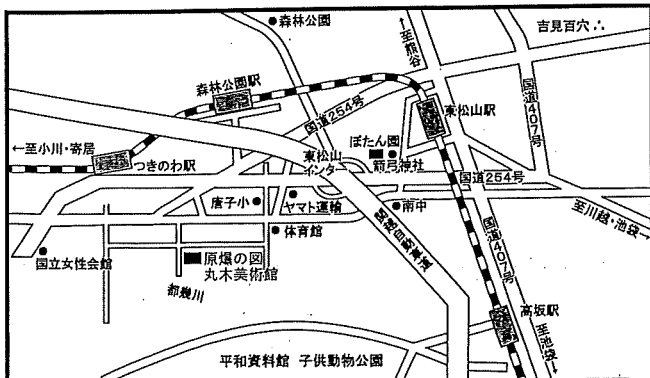 森林公園
吉見百穴
←至熊谷
国道407号
森林公園駅
国道254号
東松山駅
←至小川・寄居
つきのわ駅
ぼたん園
東松山
インター
箭弓神社
国道254号
唐子小
ヤマト運輸
南中
至川越・池袋→
体育館
関越自動車道
国道407号
国立女性会館
原爆の図
丸木美術館
都幾川
高坂駅
至池袋→
平和資料館 子供動物公園